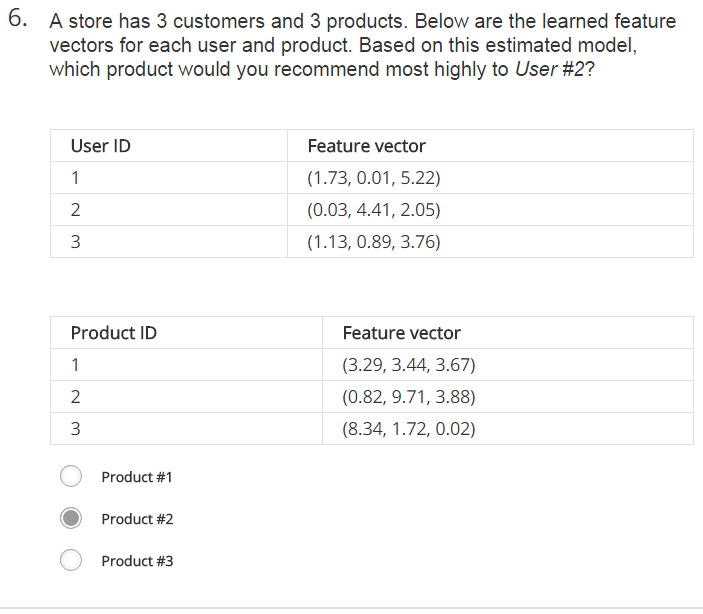 6. A store has 3 customers and 3 products. Below are the learned feature
vectors for each user and product. Based on this estimated model,
which product would you recommend most highly to User #2?
User ID Feature vector
1 (1.73, 0.01, 5.22)
2 (0.03, 4.41, 2.05)
3 (1.13, 0.89, 3.76)
Product ID Feature vector
1 (3.29, 3.44, 3.67)
2 (0.82, 9.71, 3.88)
3 (8.34, 1.72, 0.02)
Product #1
Product #2
Product #3